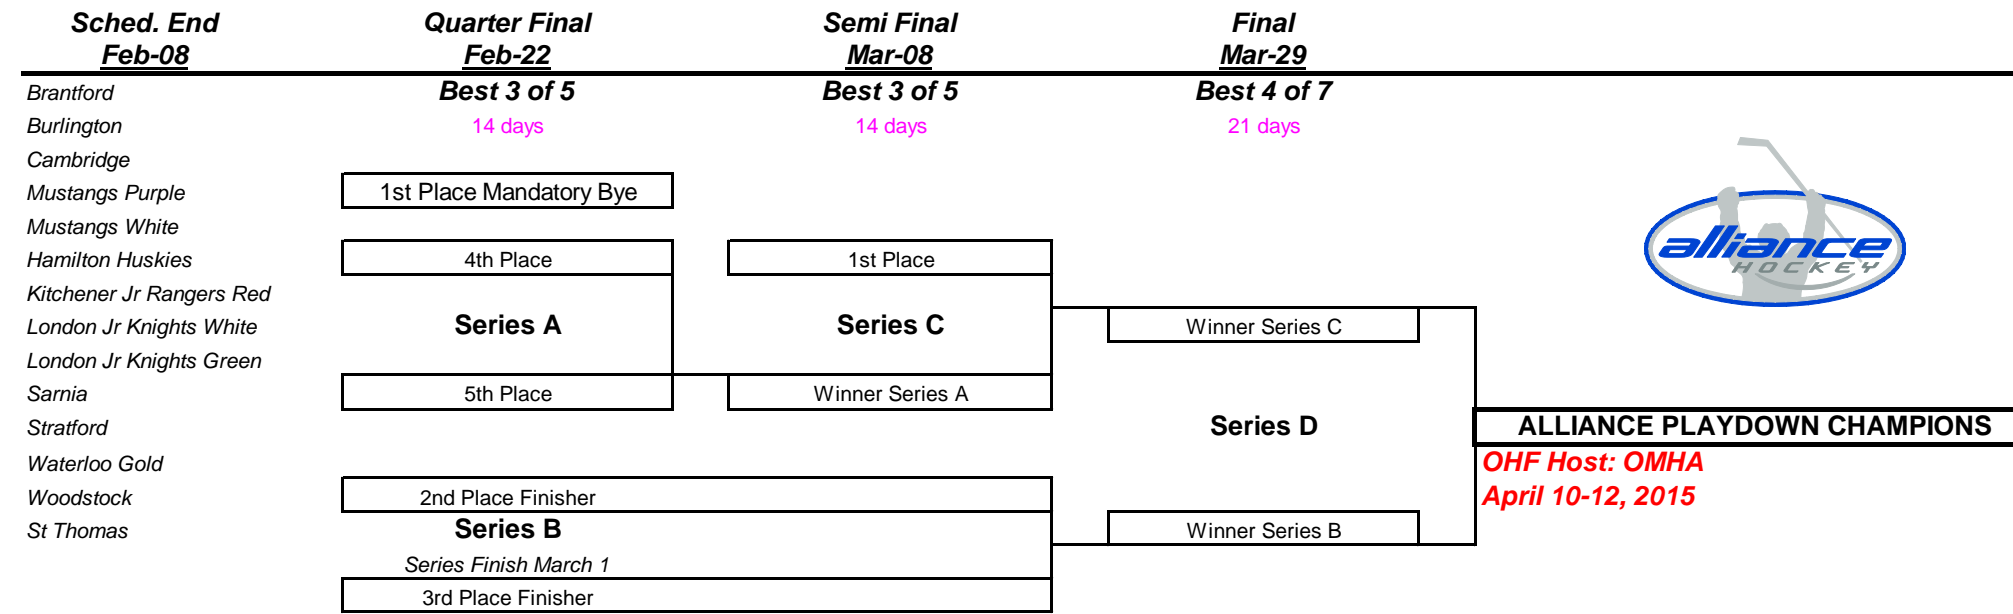 Sched. End Quarter Final Semi Final Final
Feb-08 Feb-22 Mar-08 Mar-29
Brantford Best 3 of 5 Best 3 of 5 Best 4 of 7
Burlington 14 days 14 days 21 days
Cambridge
Mustangs Purple 1st Place Mandatory Bye
Mustangs White
Hamilton Huskies 4th Place 1st Place
alliance
HOCKEY
Kitchener Jr Rangers Red
London Jr Knights White Series A Series C Winner Series C
London Jr Knights Green
Sarnia 5th Place Winner Series A
Stratford Series D ALLIANCE PLAYDOWN CHAMPIONS
Waterloo Gold OHF Host: OMHA
Woodstock 2nd Place Finisher April 10-12, 2015
St Thomas Series B Winner Series B
Series Finish March 1
3rd Place Finisher